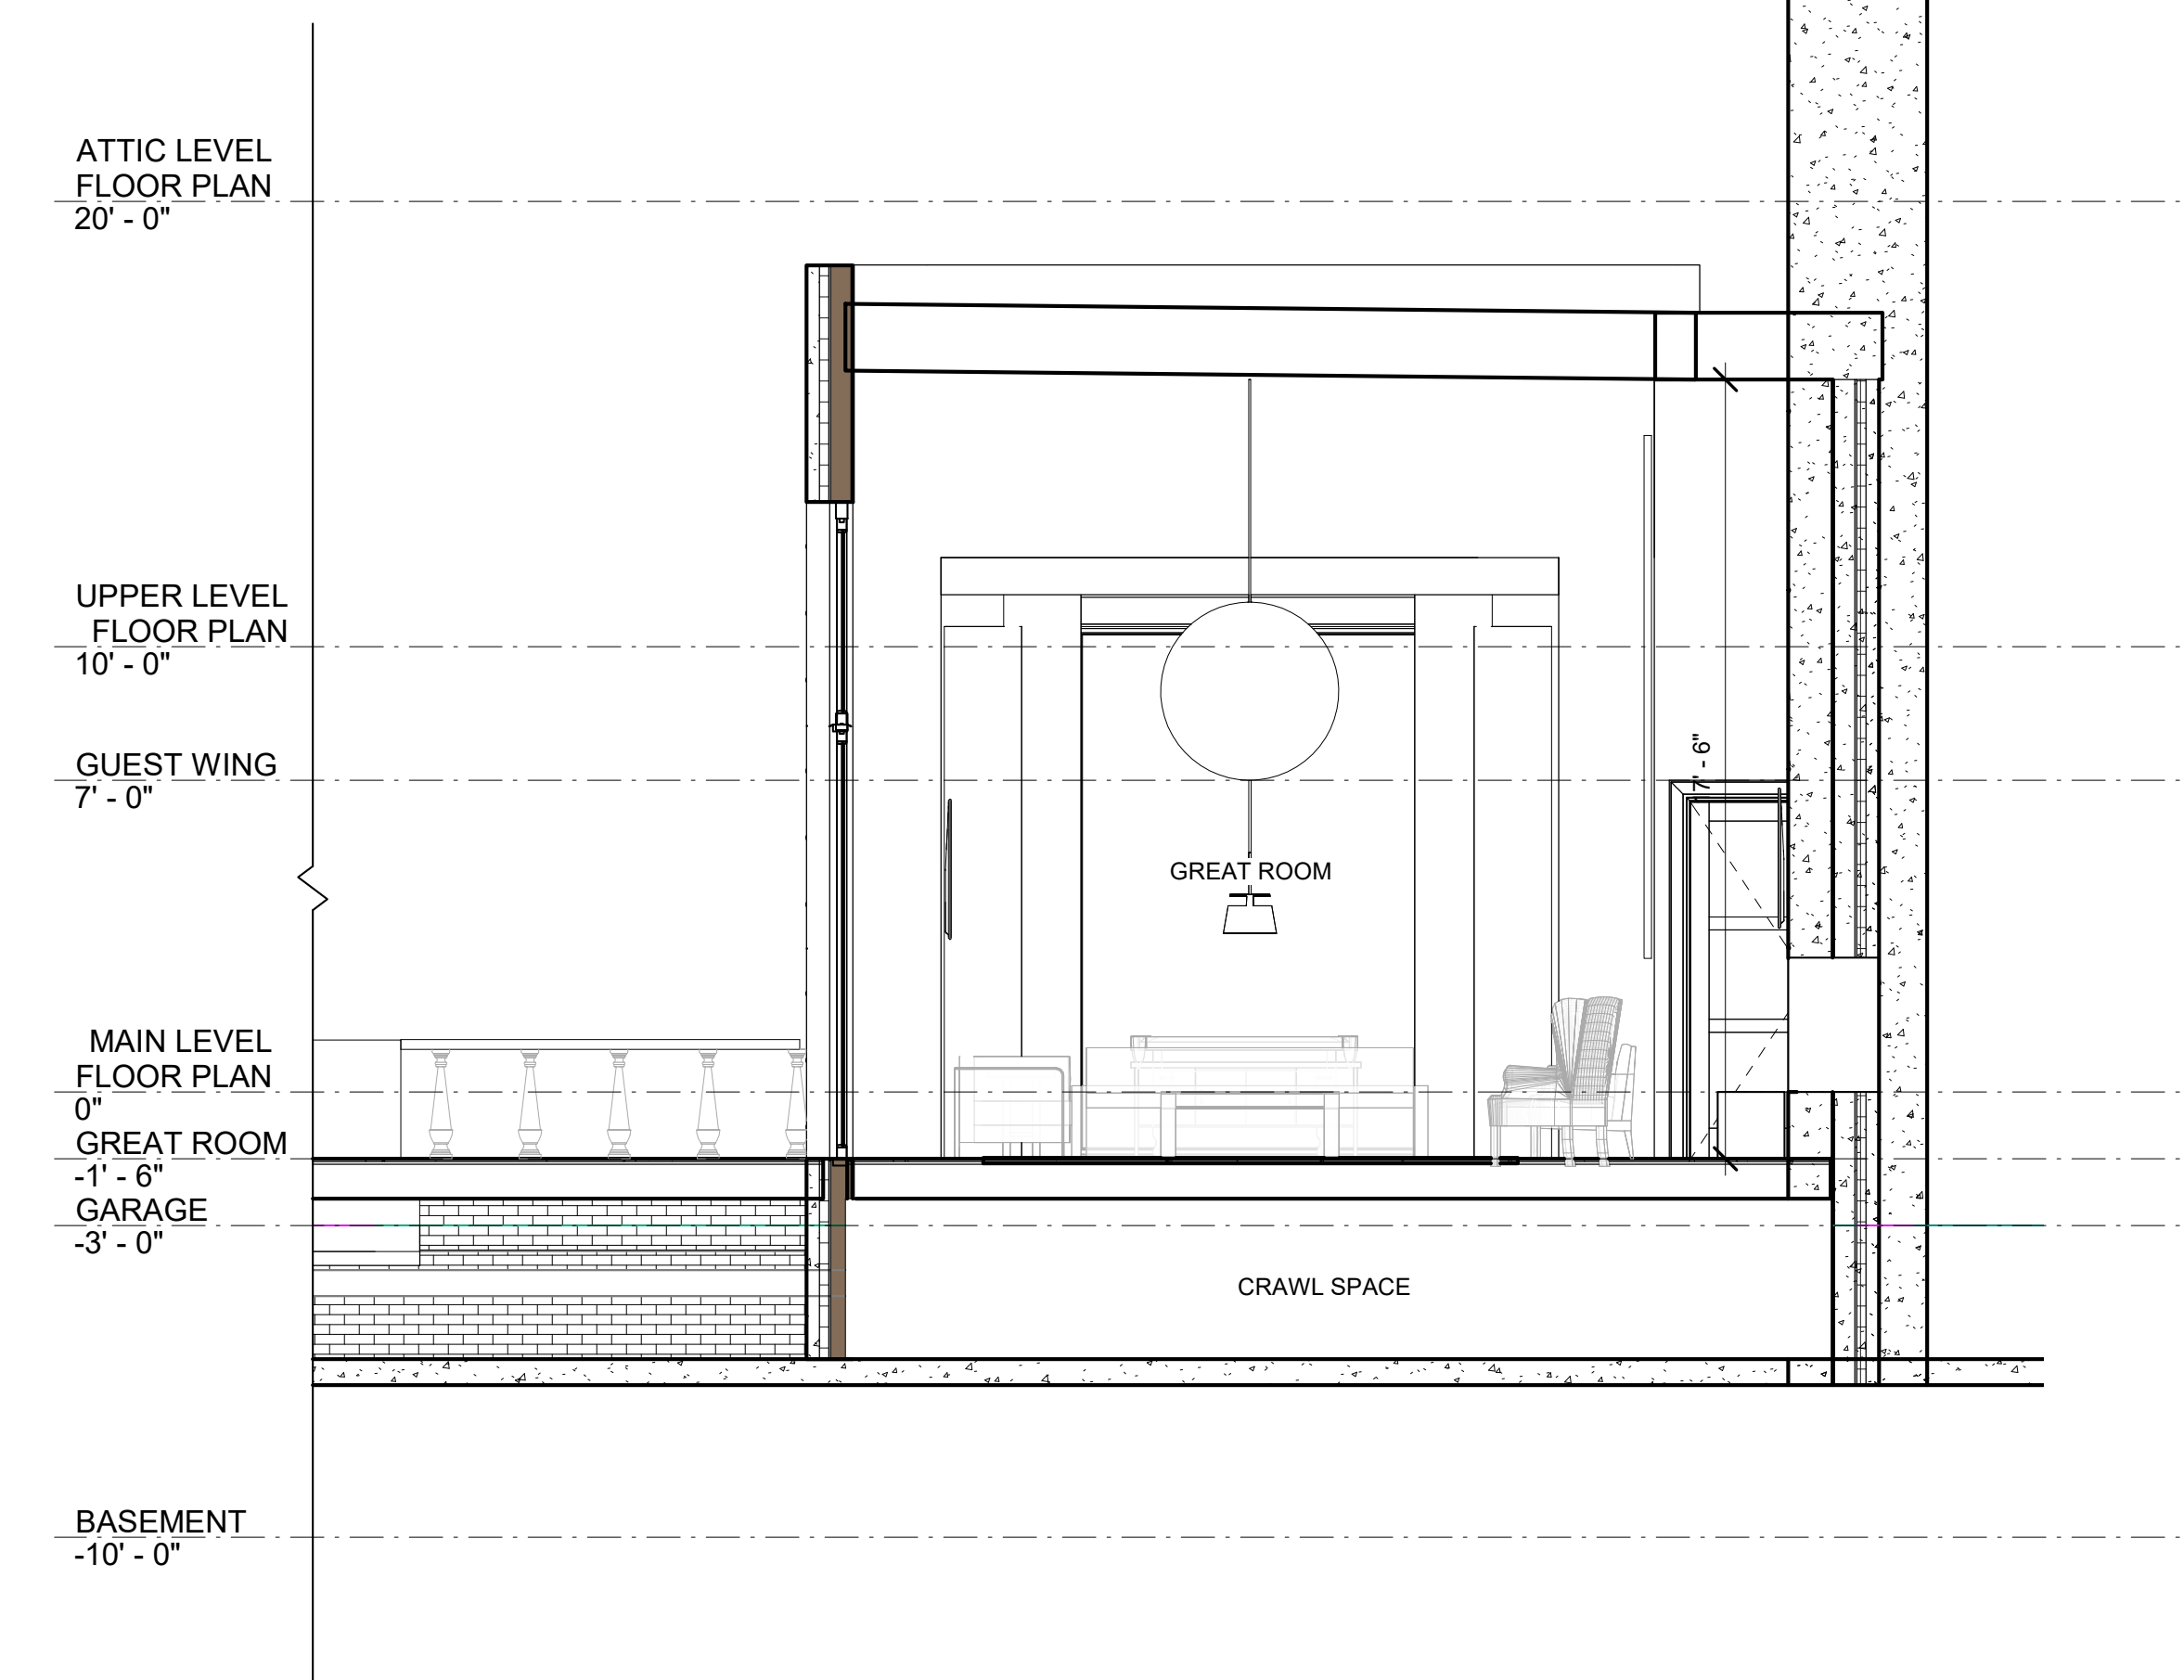 ATTIC LEVEL
FLOOR PLAN
20' - 0"
UPPER LEVEL
FLOOR PLAN
10' - 0"
GUEST WING
7' - 0"
7' - 6"
GREAT ROOM
MAIN LEVEL
FLOOR PLAN
0"
GREAT ROOM
-1' - 6"
GARAGE
-3' - 0"
CRAWL SPACE
BASEMENT
-10' - 0"